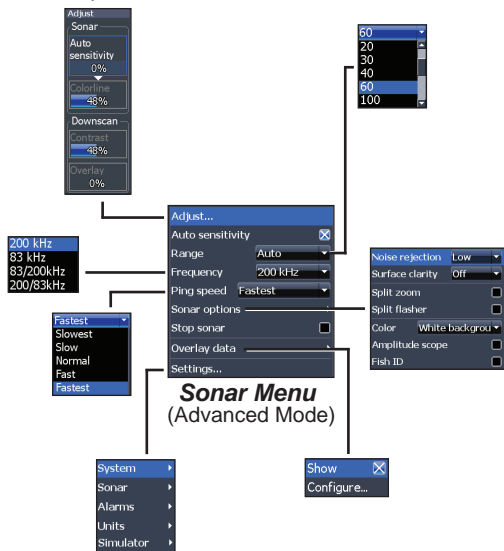 Adjust
Sonar
Auto
sensitivity
0%
Colorline
48%
Downscan
Contrast
48%
Overlay
0%
60
20
30
40
60
100
Adjust...
Auto sensitivity
Range Auto
Frequency 200 kHz
Ping speed Fastest
Sonar options
Stop sonar
Overlay data
Settings...
200 kHz
83 kHz
83/200kHz
200/83kHz
Noise rejection Low
Surface clarity Off
Split zoom
Split flasher
Color White backgrou
Amplitude scope
Fish ID
Fastest
Slowest
Slow
Normal
Fast
Fastest
Sonar Menu
(Advanced Mode)
System
Sonar
Alarms
Units
Simulator
Show
Configure...